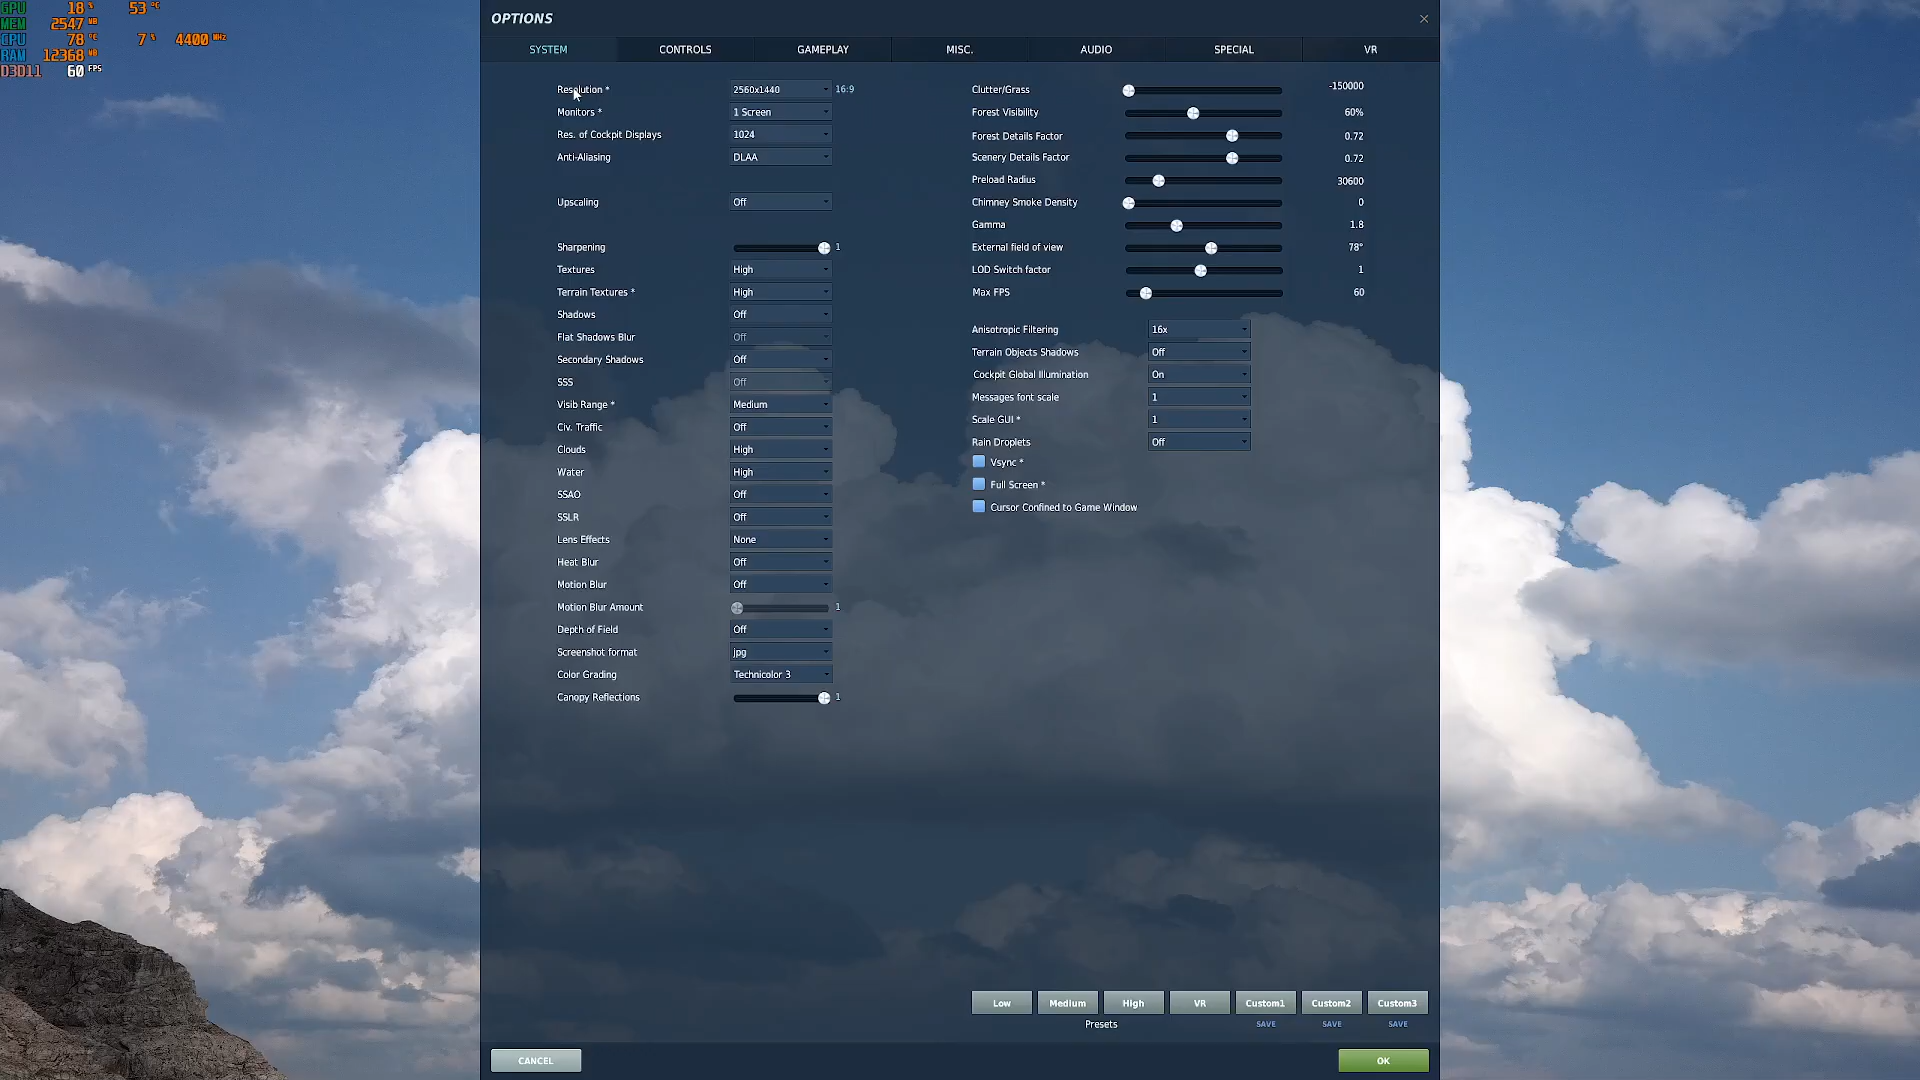 GPU 18 % 53 °C
MEM 2547 MB
CPU 78 °C 7 % 4400 MHz
RAM 12368 MB
D3D11 60 FPS
OPTIONS
SYSTEM CONTROLS GAMEPLAY MISC. AUDIO SPECIAL VR
Resolution * 2560x1440 16:9
Monitors * 1 Screen
Res. of Cockpit Displays 1024
Anti-Aliasing DLAA
Upscaling Off
Sharpening 1
Textures High
Terrain Textures * High
Shadows Off
Flat Shadows Blur Off
Secondary Shadows Off
SSS Off
Visib Range * Medium
Civ. Traffic Off
Clouds High
Water High
SSAO Off
SSLR Off
Lens Effects None
Heat Blur Off
Motion Blur Off
Motion Blur Amount 1
Depth of Field Off
Screenshot format jpg
Color Grading Technicolor 3
Canopy Reflections 1
Clutter/Grass -150000
Forest Visibility 60%
Forest Details Factor 0.72
Scenery Details Factor 0.72
Preload Radius 30600
Chimney Smoke Density 0
Gamma 1.8
External field of view 78°
LOD Switch factor 1
Max FPS 60
Anisotropic Filtering 16x
Terrain Objects Shadows Off
Cockpit Global Illumination On
Messages font scale 1
Scale GUI * 1
Rain Droplets Off
Vsync *
Full Screen *
Cursor Confined to Game Window
Low Medium High VR Custom1 Custom2 Custom3
Presets SAVE SAVE SAVE
CANCEL OK